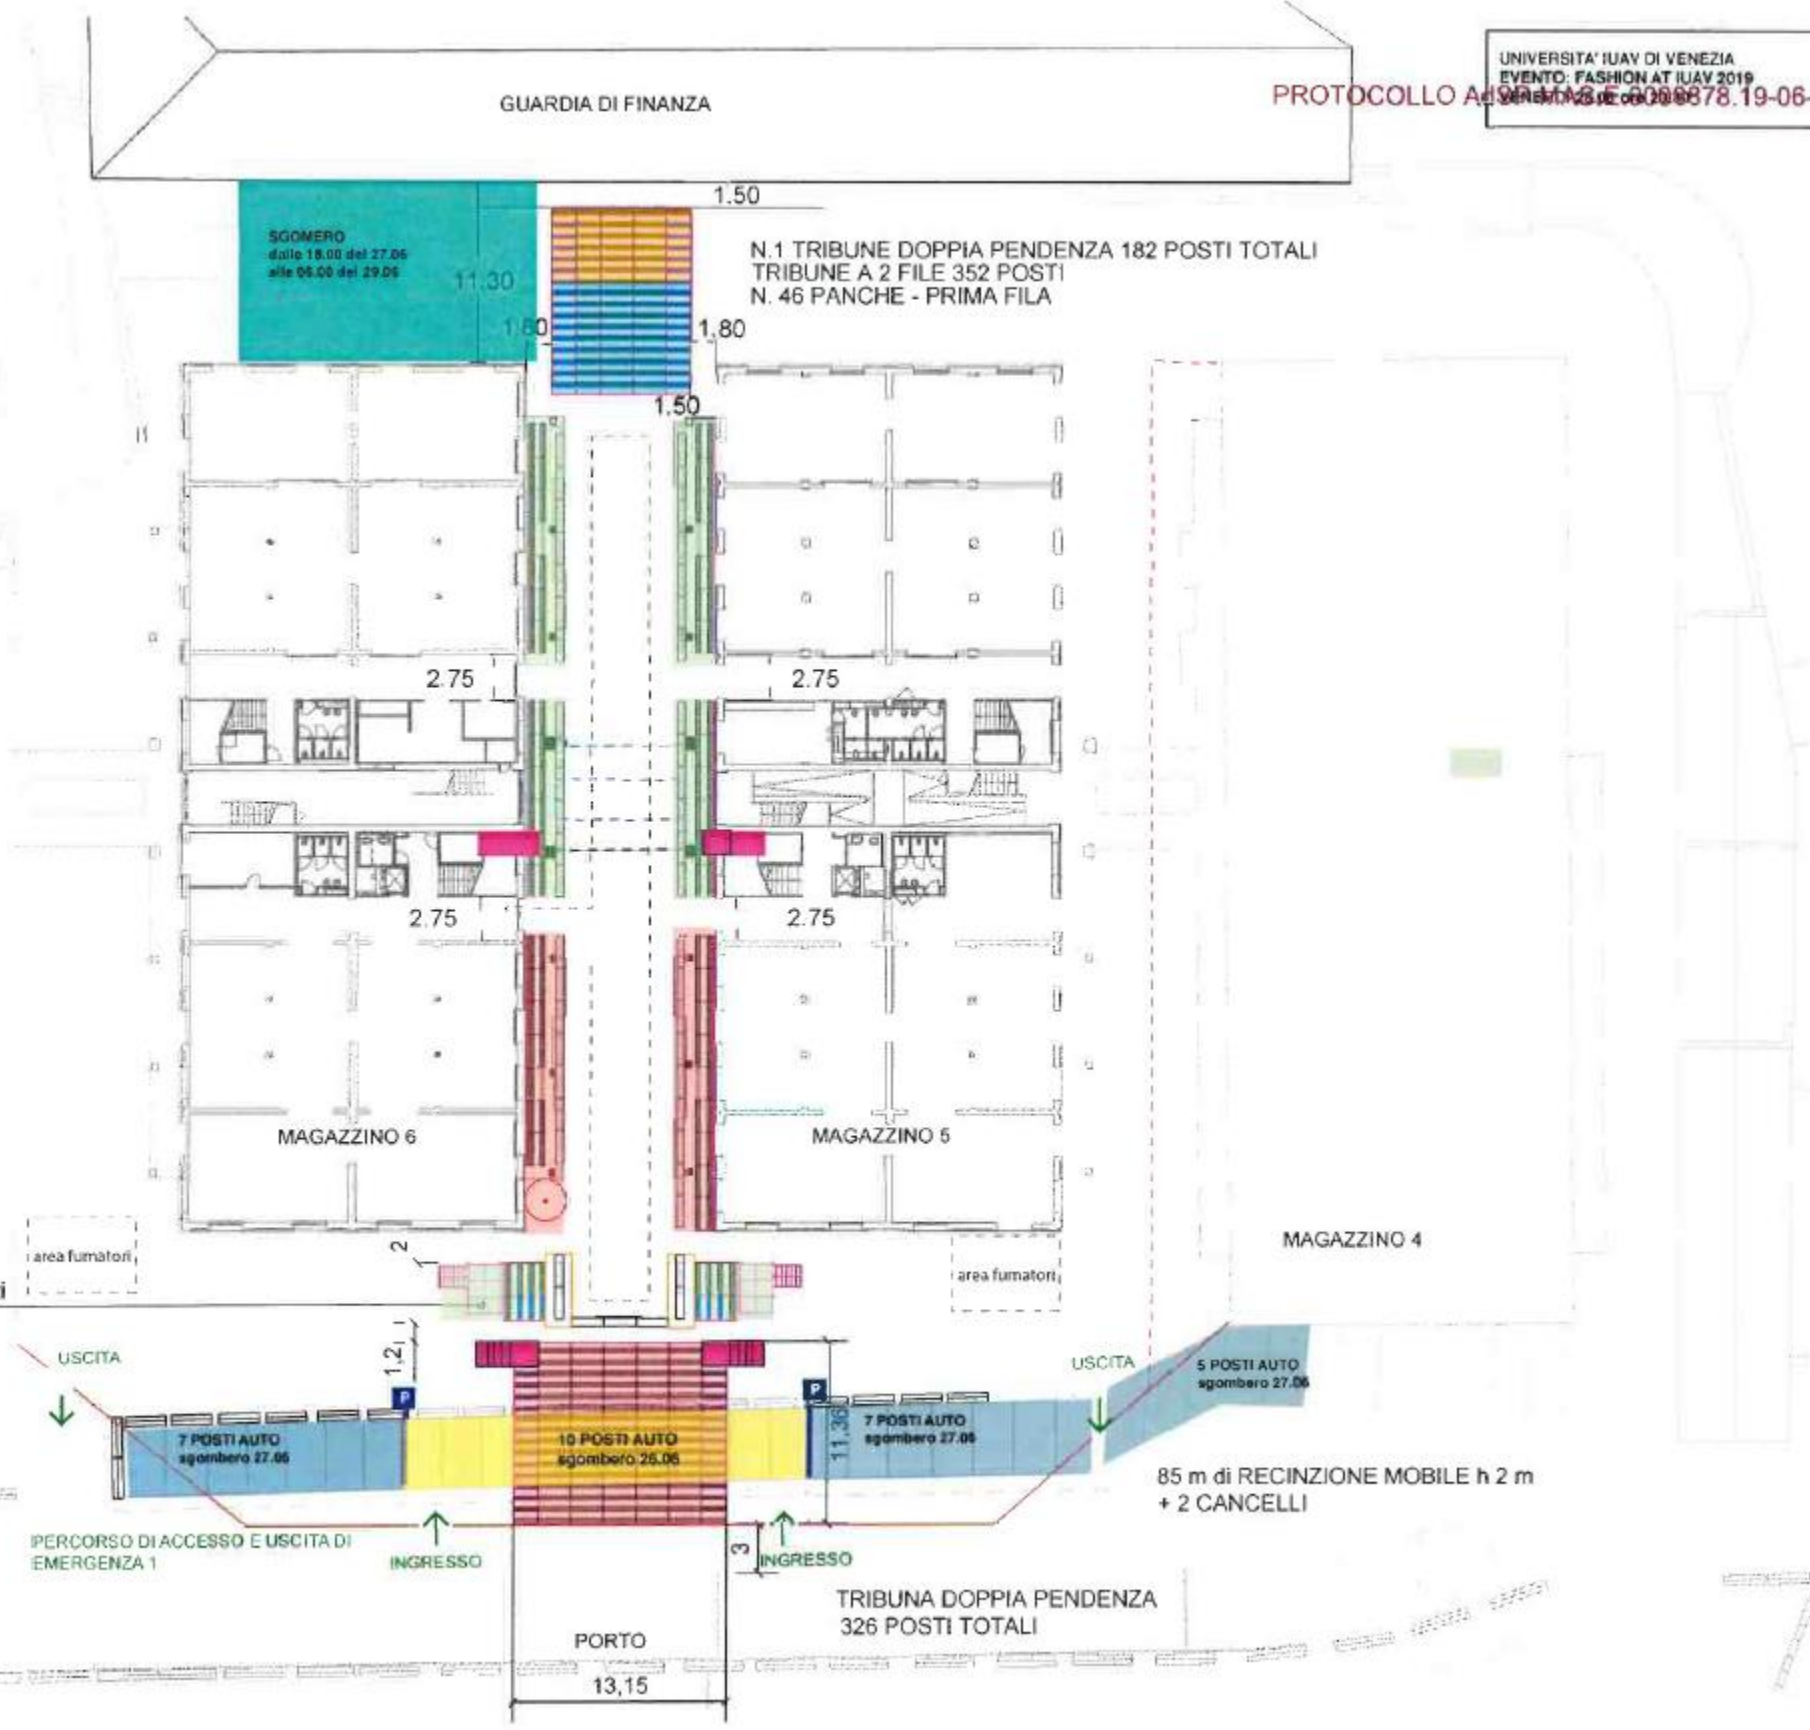 UNIVERSITA' IUAV DI VENEZIA
EVENTO: FASHION AT IUAV 2019
PROTOCOLLO
.19-06-
GUARDIA DI FINANZA
1.50
SGOMERO
dalle 18.00 del 27.06
alle 06.00 del 29.06
11.30
N.1 TRIBUNE DOPPIA PENDENZA 182 POSTI TOTALI
TRIBUNE A 2 FILE 352 POSTI
N. 46 PANCHE - PRIMA FILA
1.80
1.80
1.50
2.75
2.75
2.75
2.75
MAGAZZINO 6
MAGAZZINO 5
MAGAZZINO 4
area fumatori
2
area fumatori
i
USCITA
1,2
P
P
USCITA
5 POSTI AUTO
sgombero 27.06
7 POSTI AUTO
sgombero 27.06
10 POSTI AUTO
sgombero 26.06
11.36
7 POSTI AUTO
sgombero 27.06
85 m di RECINZIONE MOBILE h 2 m
+ 2 CANCELLI
PERCORSO DI ACCESSO E USCITA DI
EMERGENZA 1
INGRESSO
3
INGRESSO
TRIBUNA DOPPIA PENDENZA
326 POSTI TOTALI
PORTO
13,15